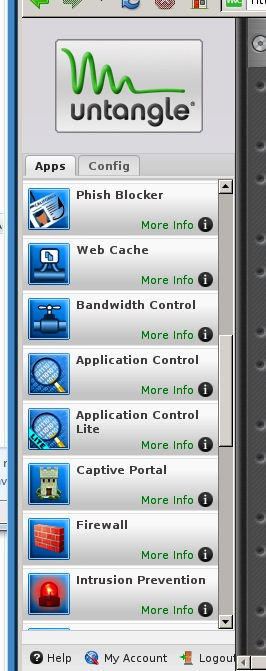 untangle
Apps Config
Phish Blocker
More Info
Web Cache
More Info
Bandwidth Control
More Info
Application Control
More Info
Application Control
Lite
LITE
More Info
Captive Portal
More Info
Firewall
More Info
Intrusion Prevention
More Info
Help My Account Logout